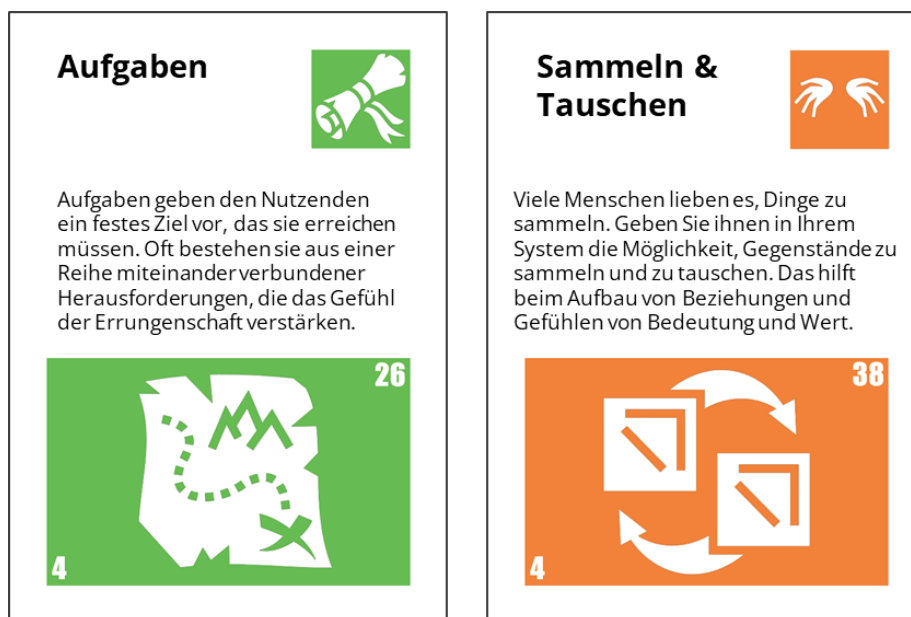 Aufgaben
Aufgaben geben den Nutzenden
ein festes Ziel vor, das sie erreichen
müssen. Oft bestehen sie aus einer
Reihe miteinander verbundener
Herausforderungen, die das Gefühl
der Errungenschaft verstärken.
26
4
Sammeln &
Tauschen
Viele Menschen lieben es, Dinge zu
sammeln. Geben Sie ihnen in Ihrem
System die Möglichkeit, Gegenstände zu
sammeln und zu tauschen. Das hilft
beim Aufbau von Beziehungen und
Gefühlen von Bedeutung und Wert.
38
4